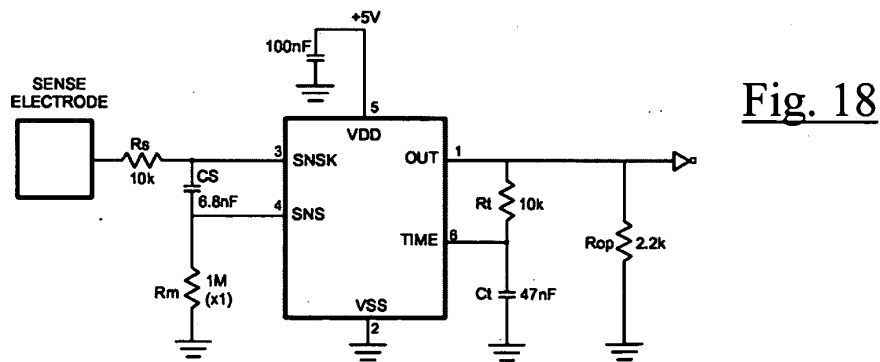 +5V
100nF
SENSE
ELECTRODE
Fig. 18
5
VDD
Rs
10k
3
SNSK
OUT
1
CS
6.8nF
4
SNS
Rt
10k
TIME
6
Rop
2.2k
1M
(x1)
Rm
Ct
47nF
VSS
2